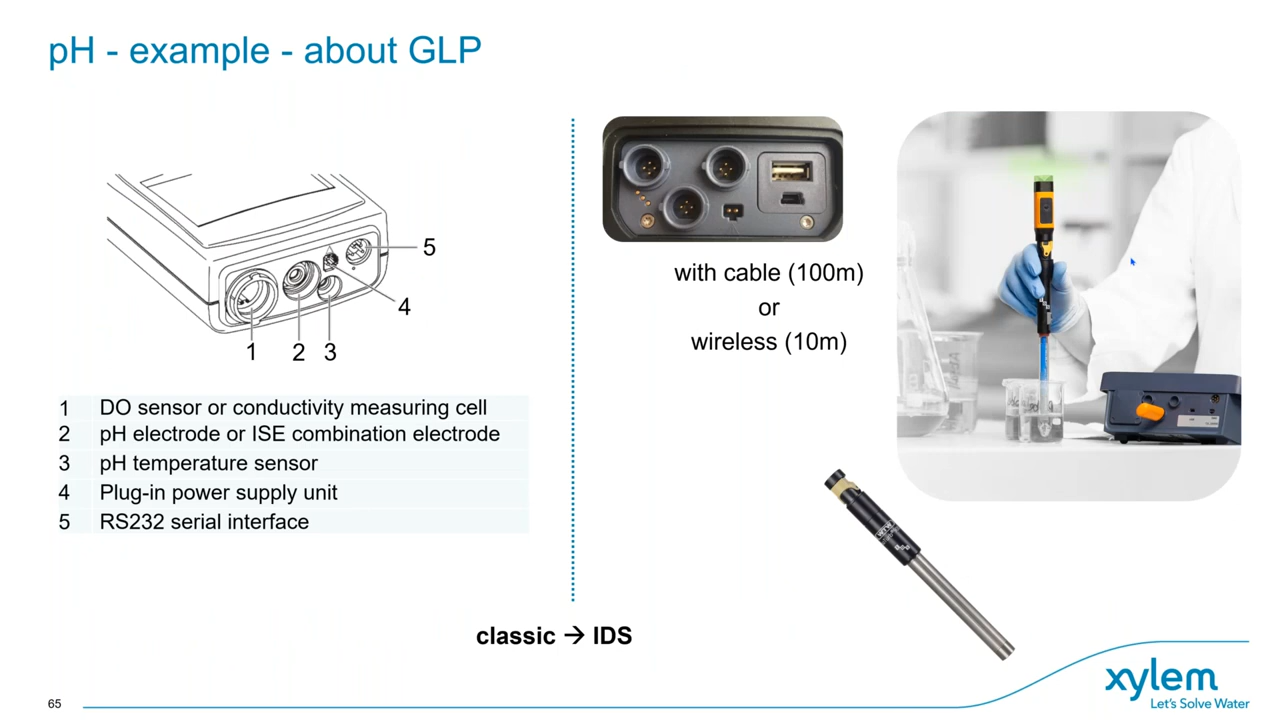 pH - example - about GLP
5
4
1 2 3
1 DO sensor or conductivity measuring cell
2 pH electrode or ISE combination electrode
3 pH temperature sensor
4 Plug-in power supply unit
5 RS232 serial interface
with cable (100m)
or
wireless (10m)
classic → IDS
xylem
Let's Solve Water
65